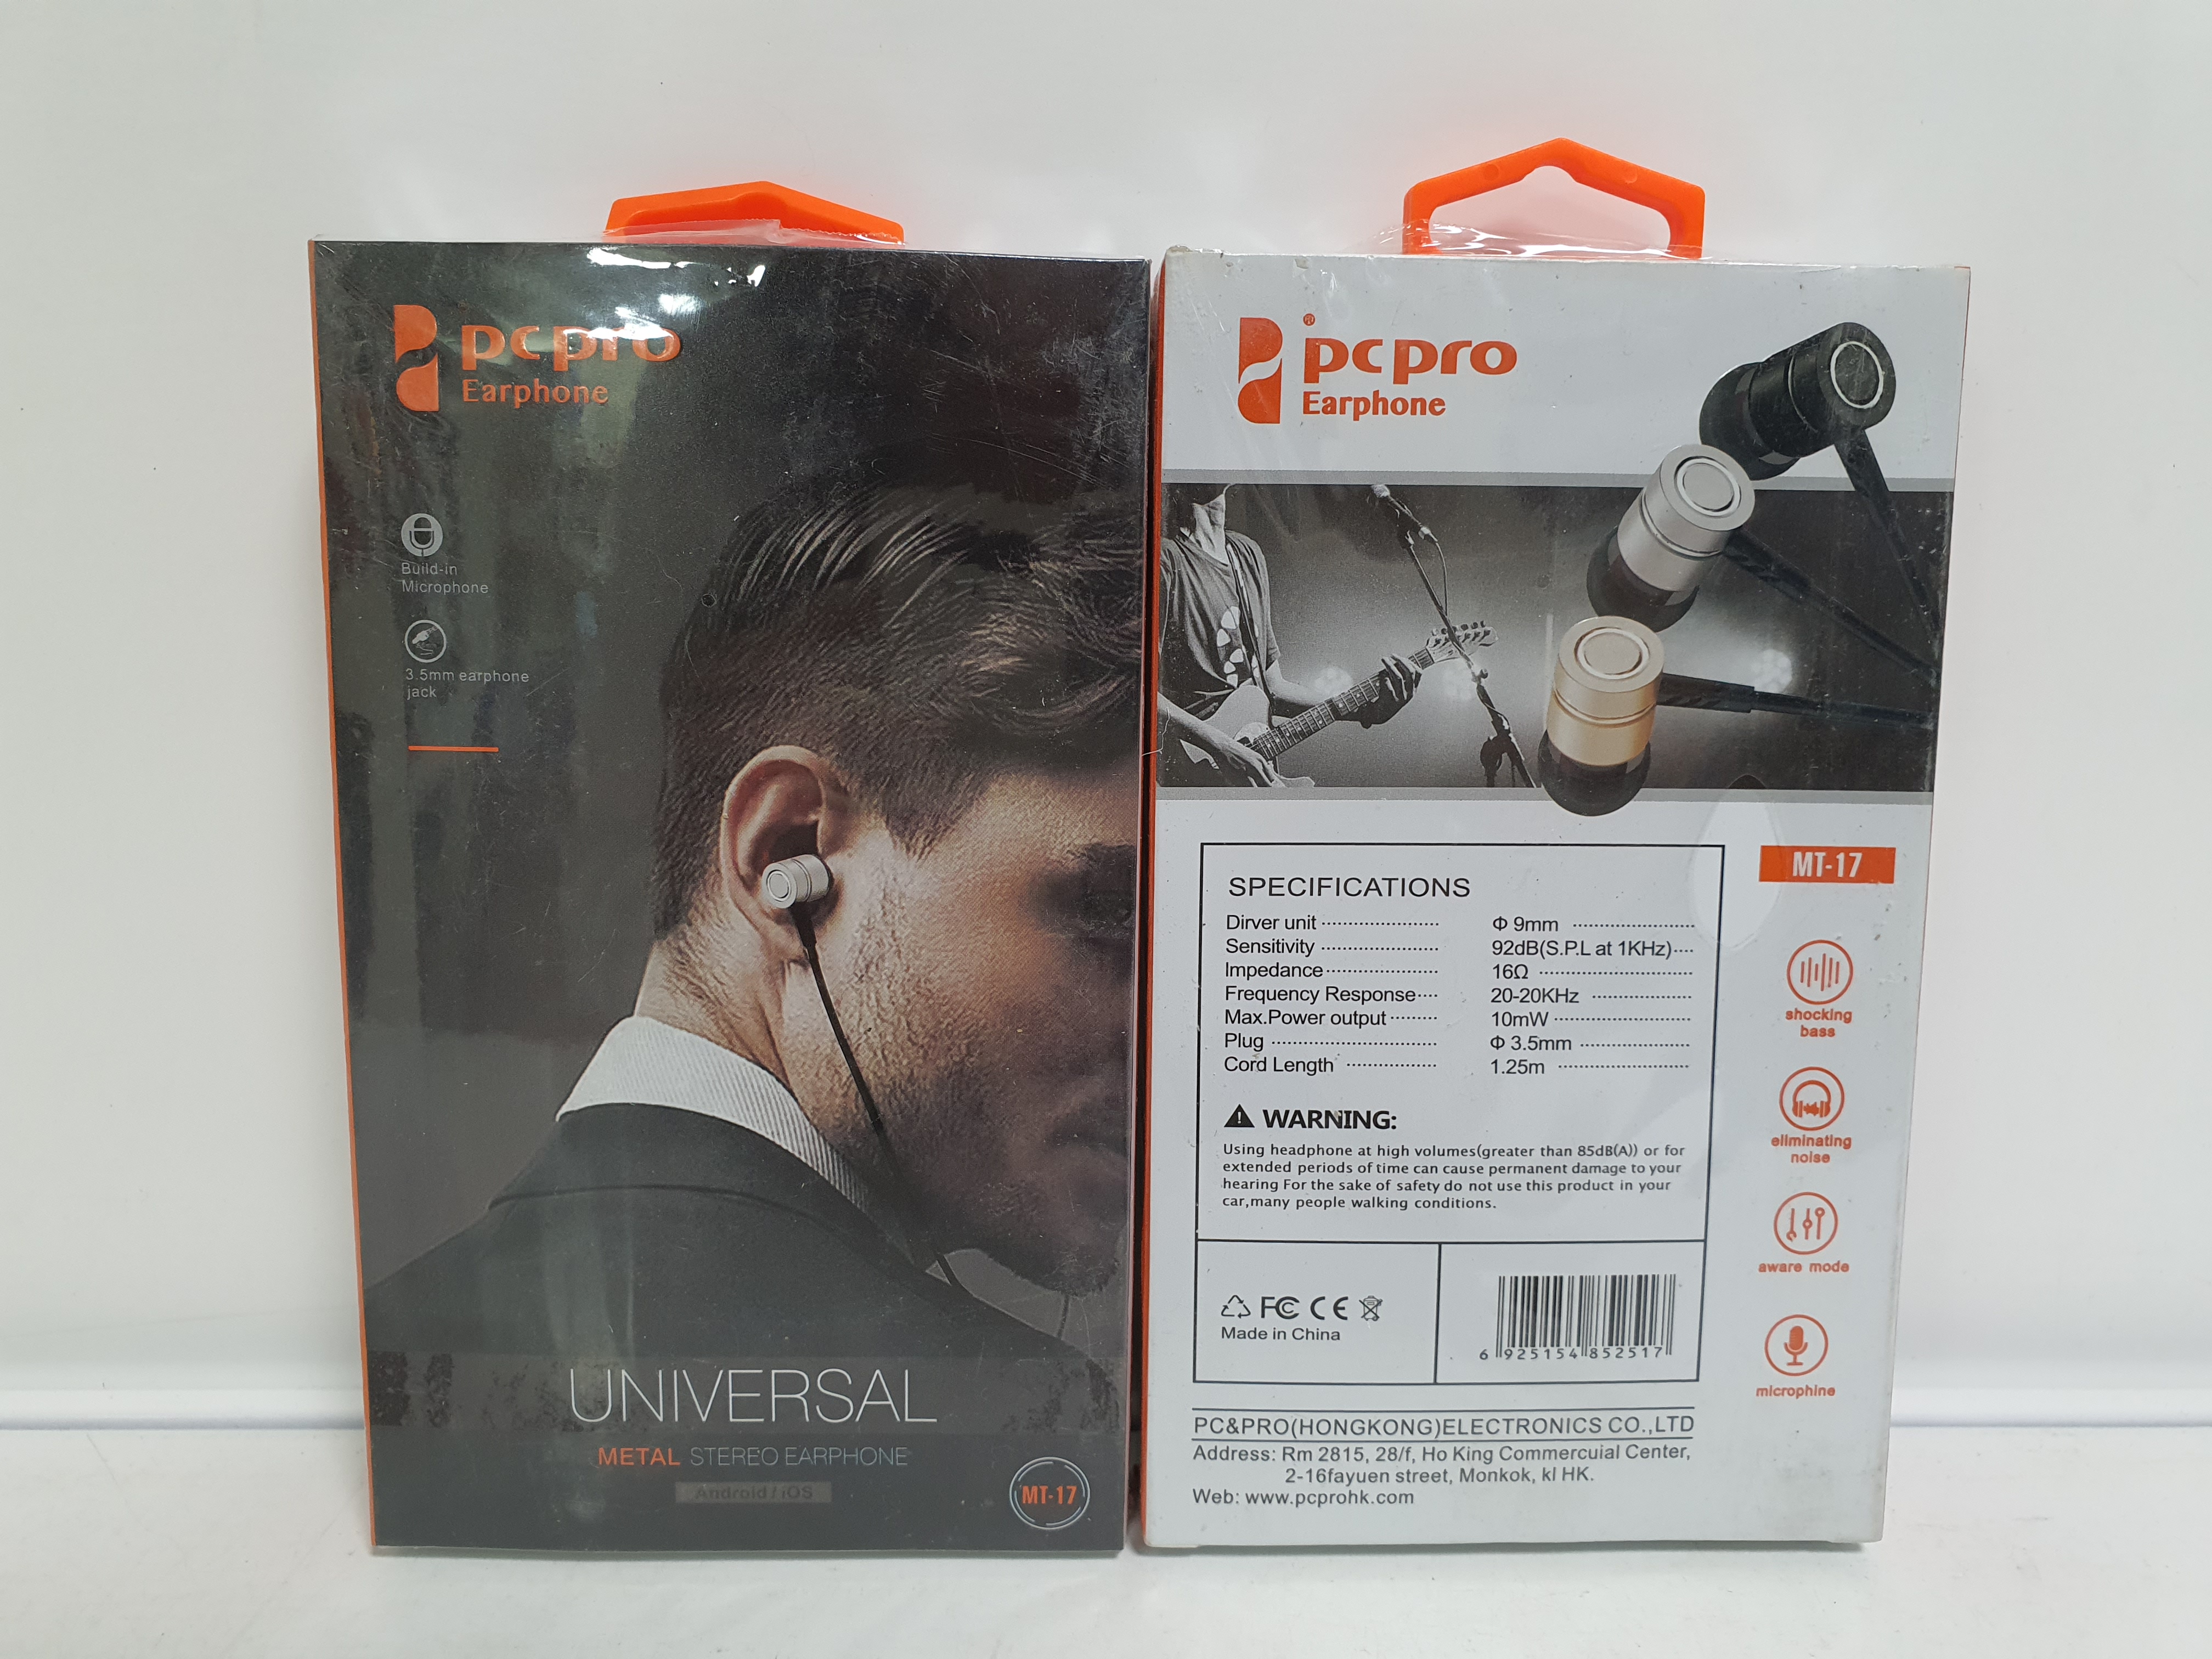 pcpro
Earphone
Build-in
Microphone
3.5mm earphone
jack
UNIVERSAL
METAL STEREO EARPHONE
Android / iOS
MT-17
pcpro®
Earphone
MT-17
SPECIFICATIONS
Dirver unit Φ 9mm
Sensitivity 92dB(S.P.L at 1KHz)
Impedance 16Ω
Frequency Response 20-20KHz
Max.Power output 10mW
Plug Φ 3.5mm
Cord Length 1.25m
WARNING:
Using headphone at high volumes(greater than 85dB(A)) or for
extended periods of time can cause permanent damage to your
hearing For the sake of safety do not use this product in your
car,many people walking conditions.
FC CE
Made in China
6 925154 852517
shocking
bass
eliminating
noise
aware mode
microphine
PC&PRO(HONGKONG)ELECTRONICS CO.,LTD
Address: Rm 2815, 28/f, Ho King Commercuial Center,
2-16fayuen street, Monkok, kl HK.
Web: www.pcprohk.com